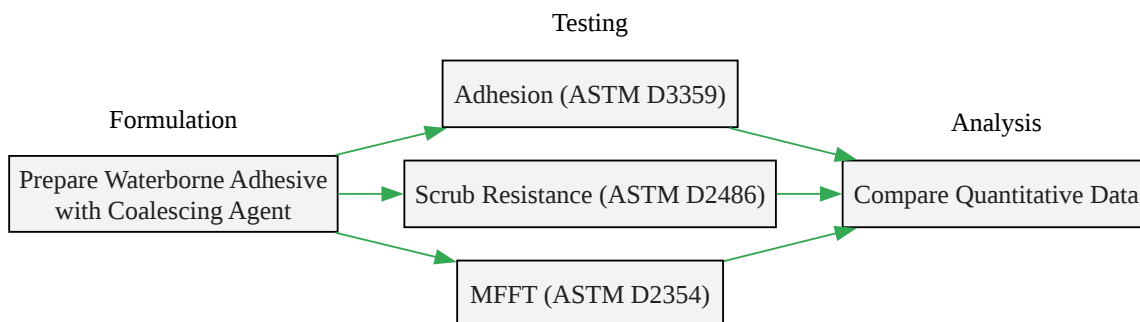 Testing
Adhesion (ASTM D3359)
Formulation
Analysis
Prepare Waterborne Adhesive
with Coalescing Agent
Scrub Resistance (ASTM D2486)
Compare Quantitative Data
MFFT (ASTM D2354)